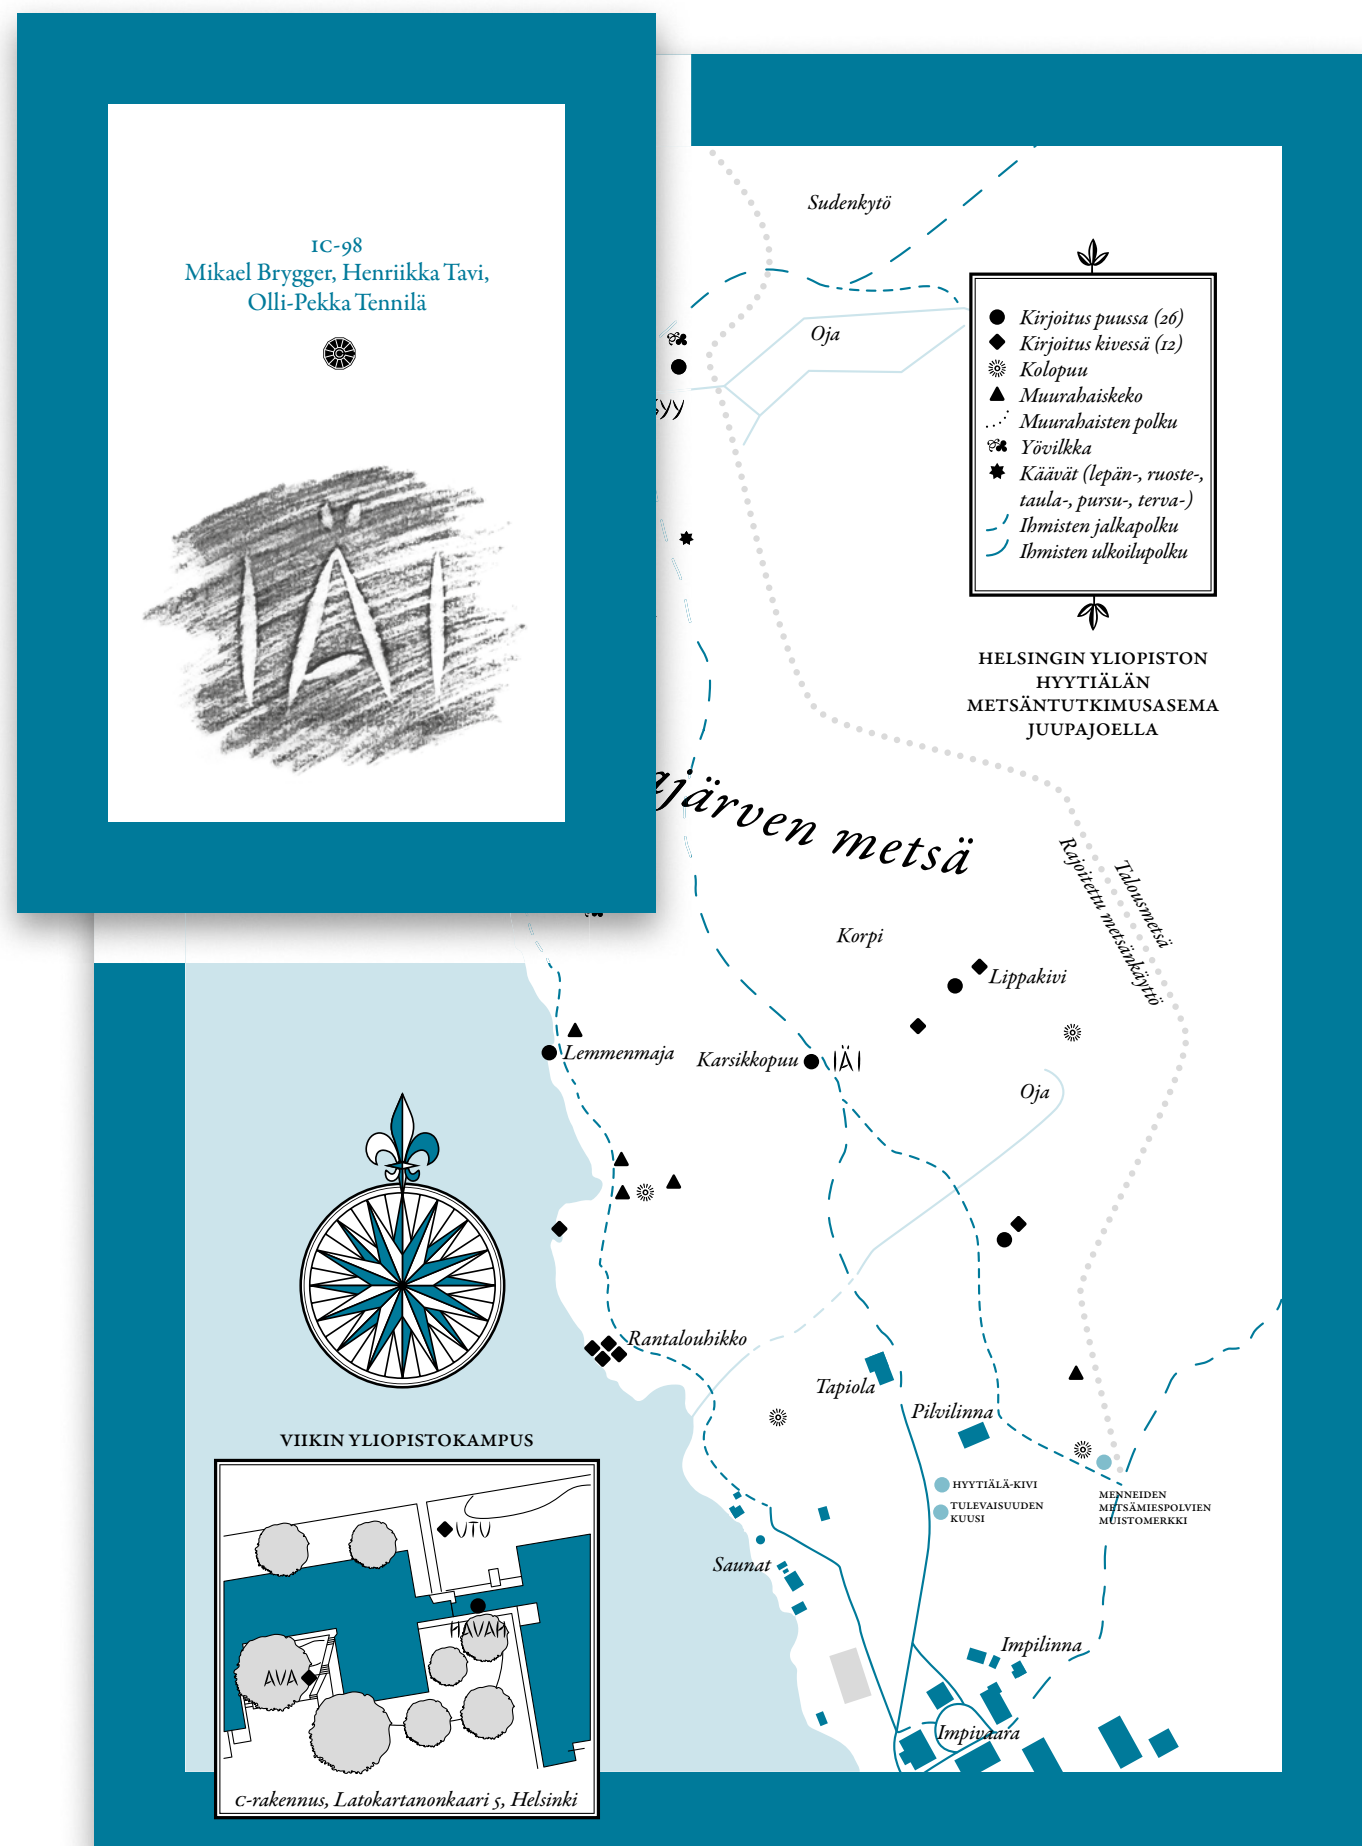 IC-98
Mikael Brygger, Henriikka Tavi,
Olli-Pekka Tennilä
IÄI
Sudenkytö
Oja
Kirjoitus puussa (26)
Kirjoitus kivessä (12)
Kolopuu
Muurahaiskeko
Muurahaisten polku
Yövilkka
Käävät (lepän-, ruoste-,
taula-, pursu-, terva-)
Ihmisten jalkapolku
Ihmisten ulkoilupolku
HELSINGIN YLIOPISTON
HYYTIÄLÄN
METSÄNTUTKIMUSASEMA
JUUPAJOELLA
ajärven metsä
Talousmetsä
Rajoitettu metsänkäyttö
Korpi
Lippakivi
Lemmenmaja
Karsikkopuu
IÄI
Oja
Rantalouhikko
Tapiola
Pilvilinna
HYYTIÄLÄ-KIVI
TULEVAISUUDEN
KUUSI
MENNEIDEN
METSÄMIESPOLVIEN
MUISTOMERKKI
Saunat
Impilinna
Impivaara
VIIKIN YLIOPISTOKAMPUS
UTU
HAVAH
AVA
C-rakennus, Latokartanonkaari 5, Helsinki